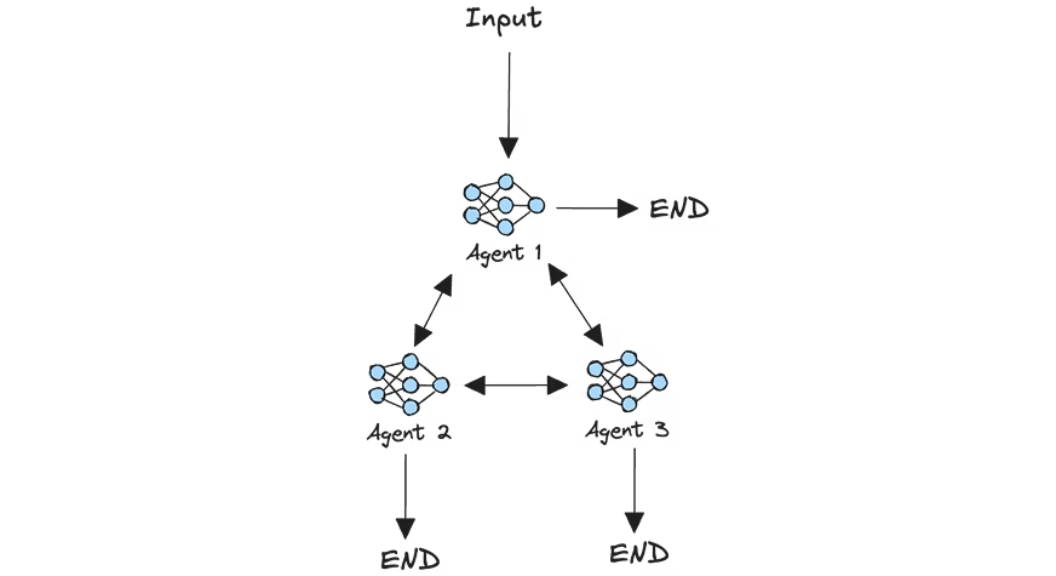 Input
END
Agent 1
Agent 2
Agent 3
END
END